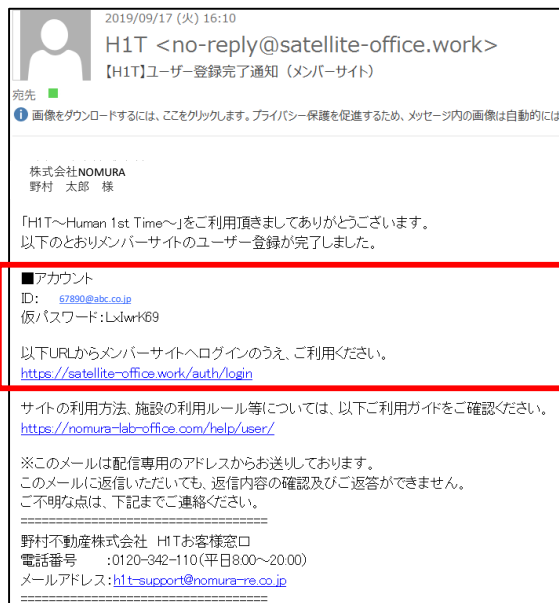 2019/09/17 (火) 16:10
H1T <no-reply@satellite-office.work>
【H1T】ユーザー登録完了通知（メンバーサイト）
宛先
画像をダウンロードするには、ここをクリックします。プライバシー保護を促進するため、メッセージ内の画像は自動的には
株式会社NOMURA
野村　太郎　様
「H1T～Human 1st Time～」をご利用頂きましてありがとうございます。
以下のとおりメンバーサイトのユーザー登録が完了しました。
■アカウント
ID: 67890@abc.co.jp
仮パスワード：LxIwrK69
以下URLからメンバーサイトへログインのうえ、ご利用ください。
https://satellite-office.work/auth/login
サイトの利用方法、施設の利用ルール等については、以下ご利用ガイドをご確認ください。
https://nomura-lab-office.com/help/user/
※このメールは配信専用のアドレスからお送りしております。
このメールに返信いただいても、返信内容の確認及びご返答ができません。
ご不明な点は、下記までご連絡ください。
===================================
野村不動産株式会社　H1Tお客様窓口
電話番号　　：0120-342-110（平日8:00～20:00）
メールアドレス：h1t-support@nomura-re.co.jp
===================================